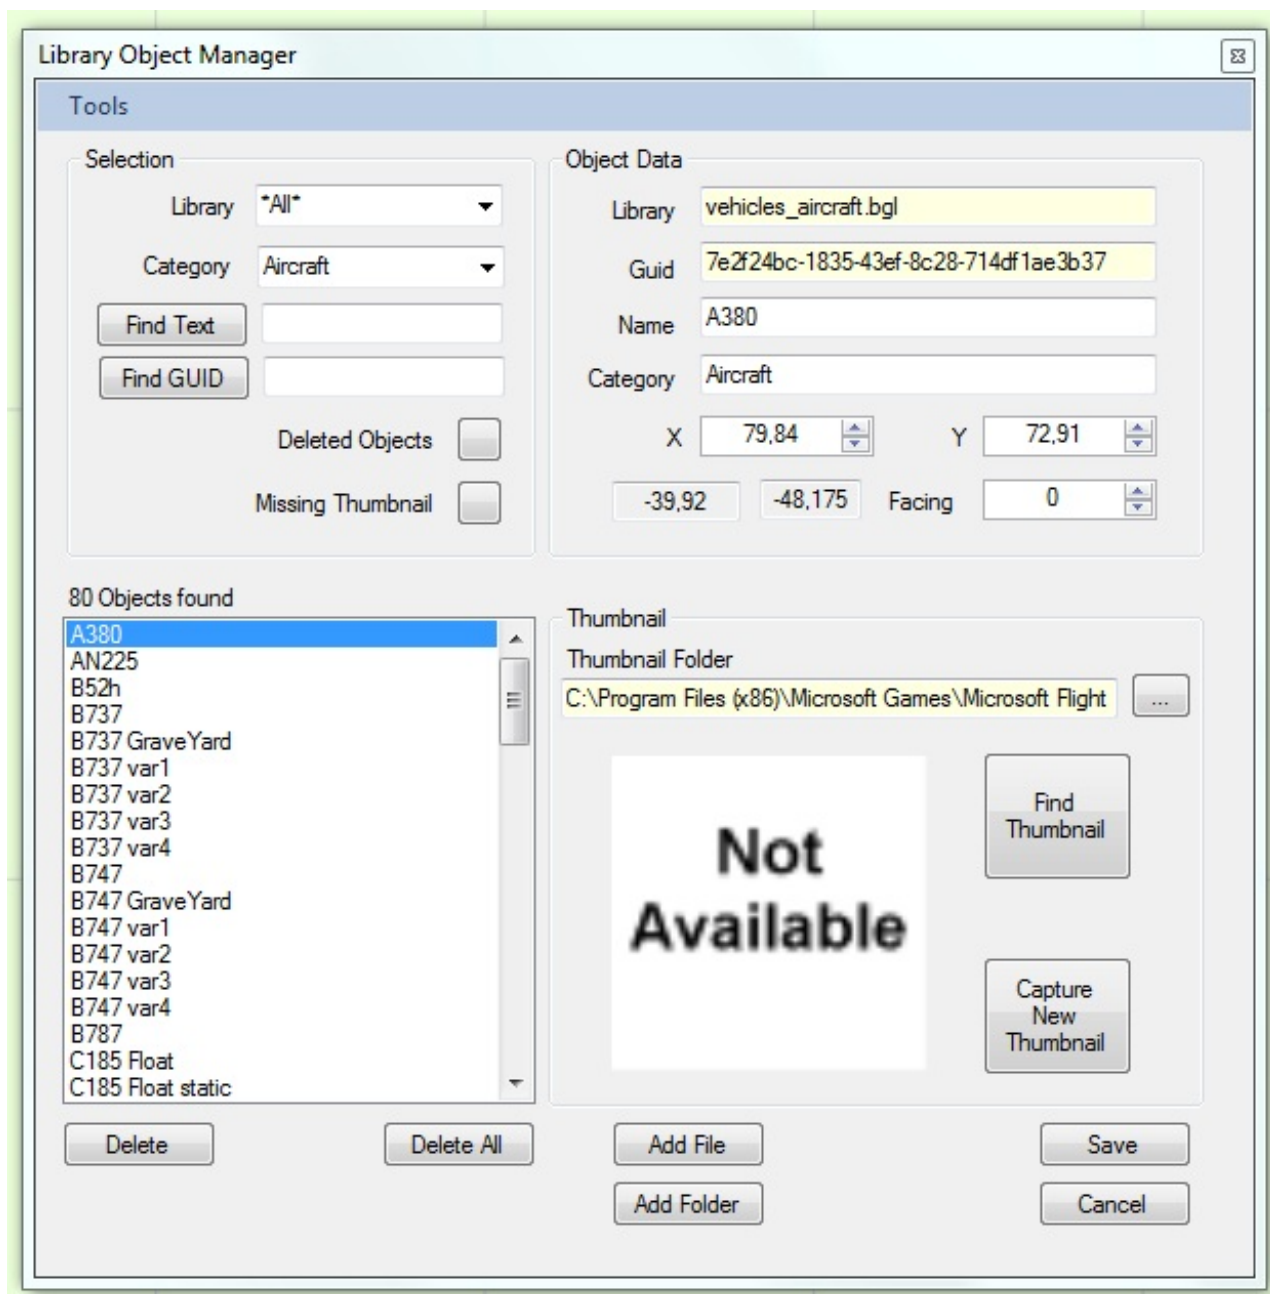 Library Object Manager
Tools
Selection
Library *All*
Category Aircraft
Find Text
Find GUID
Deleted Objects
Missing Thumbnail
Object Data
Library vehicles_aircraft.bgl
Guid 7e2f24bc-1835-43ef-8c28-714df1ae3b37
Name A380
Category Aircraft
X 79,84 Y 72,91
-39,92 -48,175 Facing 0
80 Objects found
A380
AN225
B52h
B737
B737 GraveYard
B737 var1
B737 var2
B737 var3
B737 var4
B747
B747 GraveYard
B747 var1
B747 var2
B747 var3
B747 var4
B787
C185 Float
C185 Float static
Thumbnail
Thumbnail Folder
C:\Program Files (x86)\Microsoft Games\Microsoft Flight ...
Not
Available
Find
Thumbnail
Capture
New
Thumbnail
Delete Delete All Add File Save
Add Folder Cancel